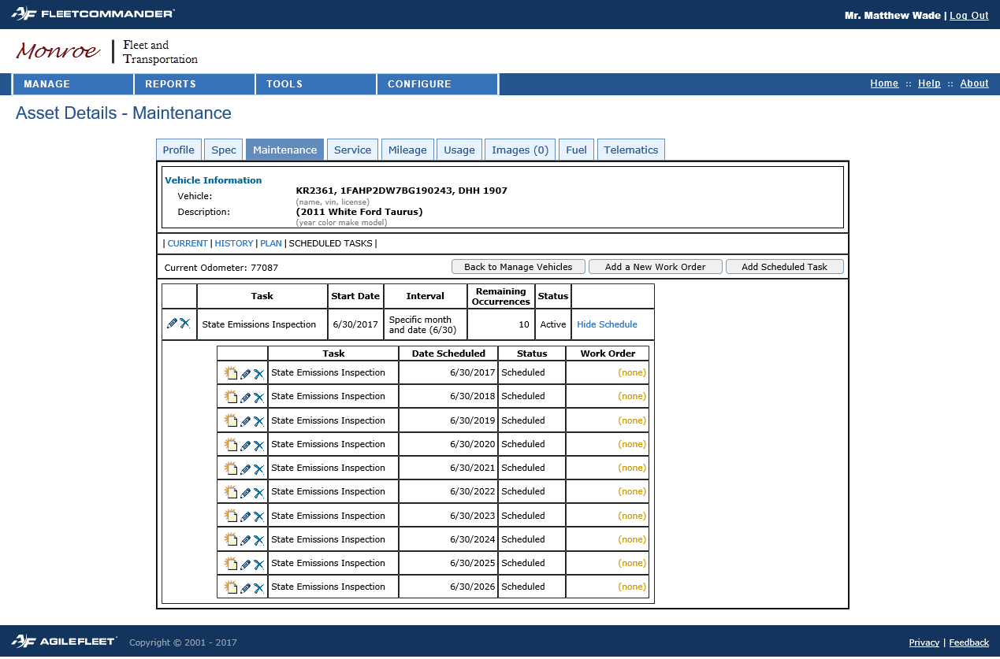 FLEETCOMMANDER
Mr. Matthew Wade | Log Out
Monroe | Fleet and
Transportation
MANAGE REPORTS TOOLS CONFIGURE Home :: Help :: About
Asset Details - Maintenance
Profile Spec Maintenance Service Mileage Usage Images (0) Fuel Telematics
Vehicle Information
Vehicle: KR2361, 1FAHP2DW7BG190243, DHH 1907
(name, vin, license)
Description: (2011 White Ford Taurus)
(year color make model)
| CURRENT | HISTORY | PLAN | SCHEDULED TASKS |
Current Odometer: 77087 Back to Manage Vehicles Add a New Work Order Add Scheduled Task
Task Start Date Interval Remaining Occurrences Status
State Emissions Inspection 6/30/2017 Specific month and date (6/30) 10 Active Hide Schedule
Task Date Scheduled Status Work Order
State Emissions Inspection 6/30/2017 Scheduled (none)
State Emissions Inspection 6/30/2018 Scheduled (none)
State Emissions Inspection 6/30/2019 Scheduled (none)
State Emissions Inspection 6/30/2020 Scheduled (none)
State Emissions Inspection 6/30/2021 Scheduled (none)
State Emissions Inspection 6/30/2022 Scheduled (none)
State Emissions Inspection 6/30/2023 Scheduled (none)
State Emissions Inspection 6/30/2024 Scheduled (none)
State Emissions Inspection 6/30/2025 Scheduled (none)
State Emissions Inspection 6/30/2026 Scheduled (none)
AGILEFLEET Copyright © 2001 - 2017 Privacy | Feedback